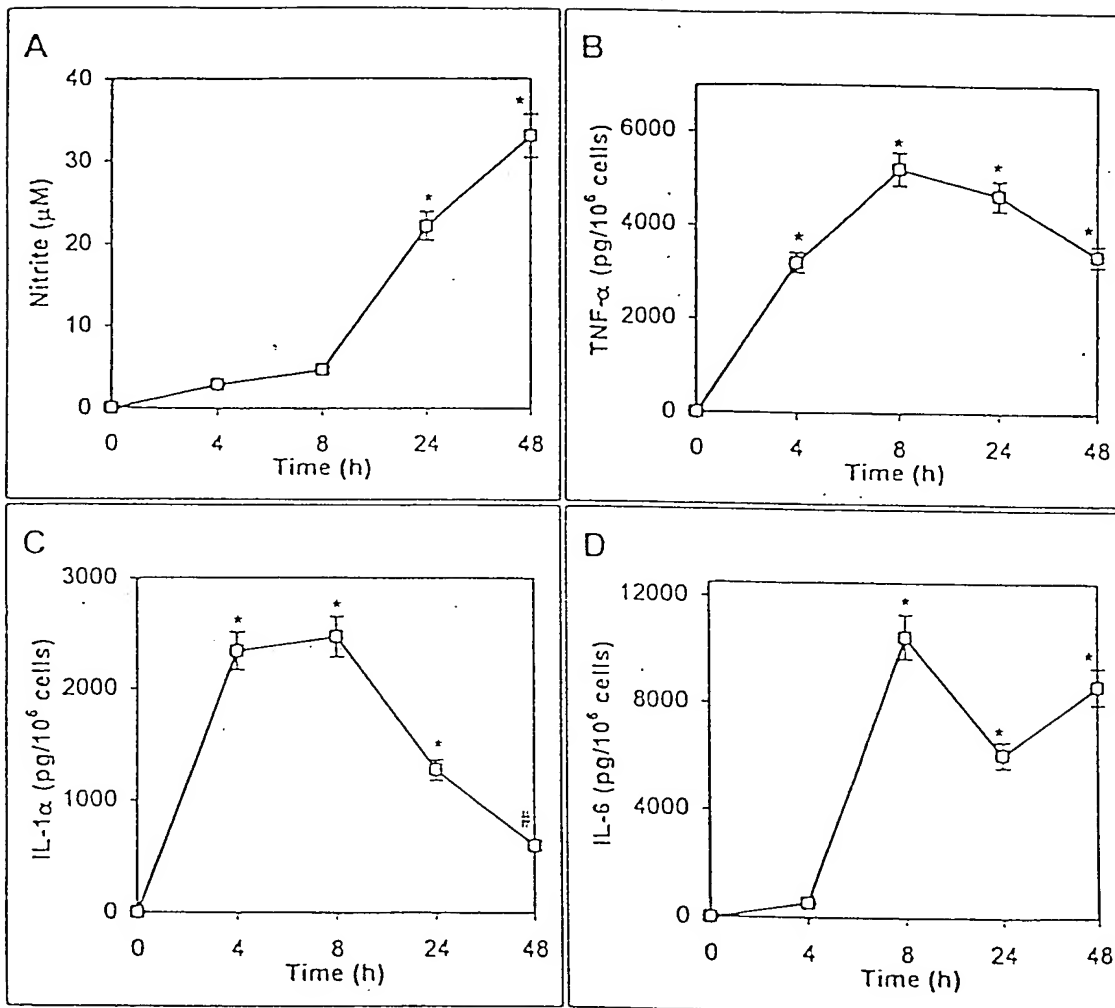 A
Nitrite (μM)
40
30
20
10
0
*
*
0 4 8 24 48
Time (h)
B
TNF-α (pg/10⁶ cells)
6000
4000
2000
0
*
*
*
*
0 4 8 24 48
Time (h)
C
IL-1α (pg/10⁶ cells)
3000
2000
1000
0
*
*
*
#
0 4 8 24 48
Time (h)
D
IL-6 (pg/10⁶ cells)
12000
8000
4000
0
*
*
*
0 4 8 24 48
Time (h)